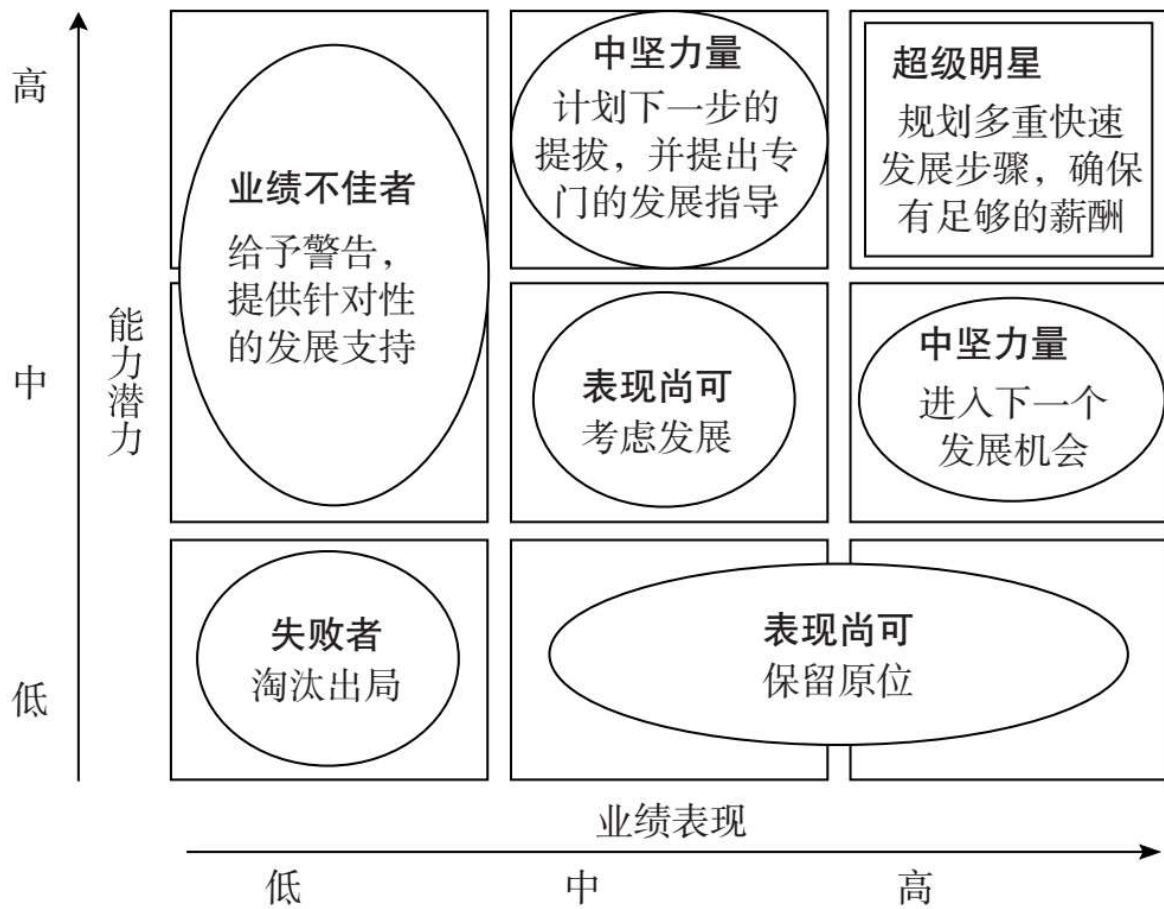 高
中
低
能力潜力
业绩不佳者
给予警告，
提供针对性
的发展支持
中坚力量
计划下一步的
提拔，并提出专
门的发展指导
超级明星
规划多重快速
发展步骤，确保
有足够的薪酬
表现尚可
考虑发展
中坚力量
进入下一个
发展机会
失败者
淘汰出局
表现尚可
保留原位
业绩表现
低
中
高